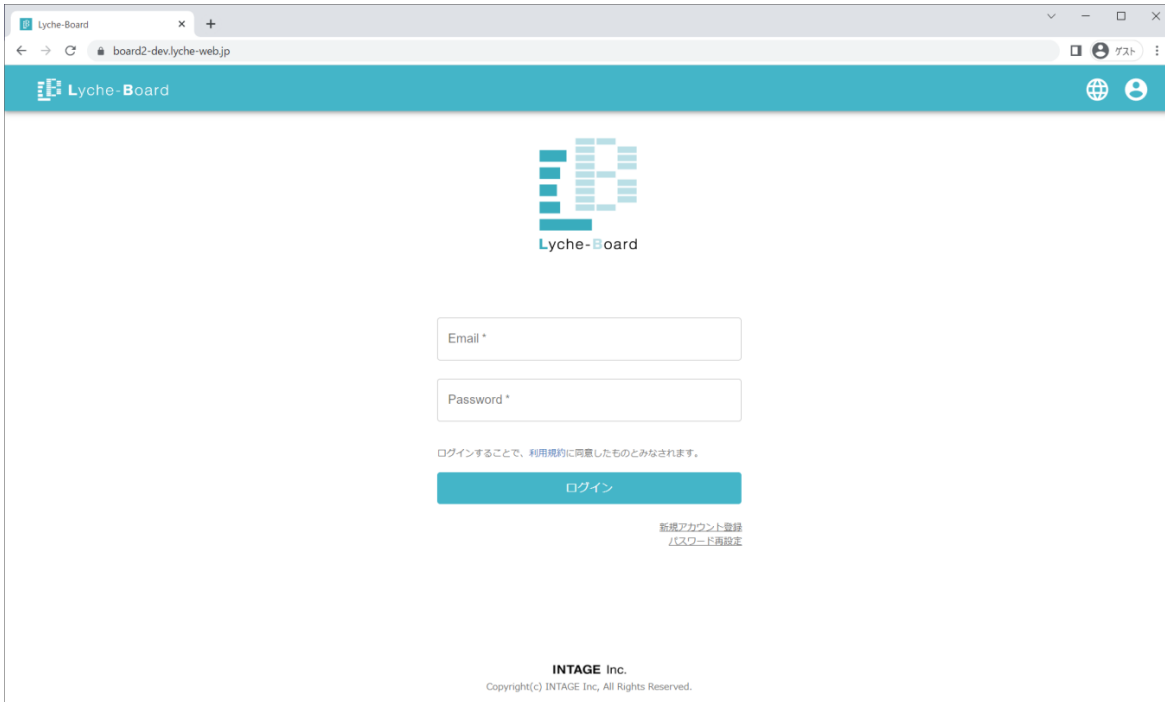 Lyche-Board
board2-dev.lyche-web.jp
ゲスト
Lyche-Board
Lyche-Board
Email *
Password *
ログインすることで、利用規約に同意したものとみなされます。
ログイン
新規アカウント登録
パスワード再設定
INTAGE Inc.
Copyright(c) INTAGE Inc, All Rights Reserved.